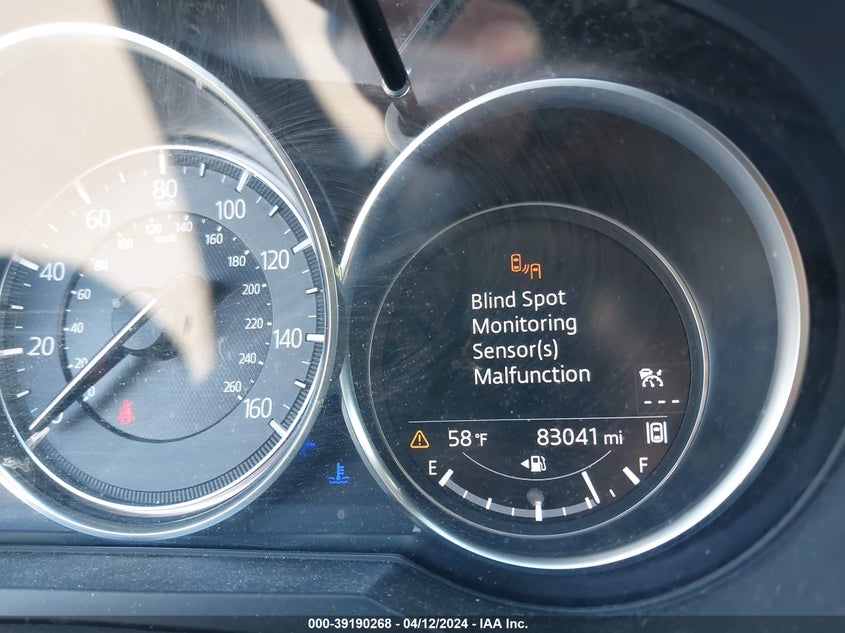 80
mph
60
100
40
120
20
140
160
120
140
100
km/h
160
80
180
60
200
40
220
20
240
260
Blind Spot
Monitoring
Sensor(s)
Malfunction
---
58°F
83041 mi
E
F
000-39190268 - 04/12/2024 - IAA Inc.